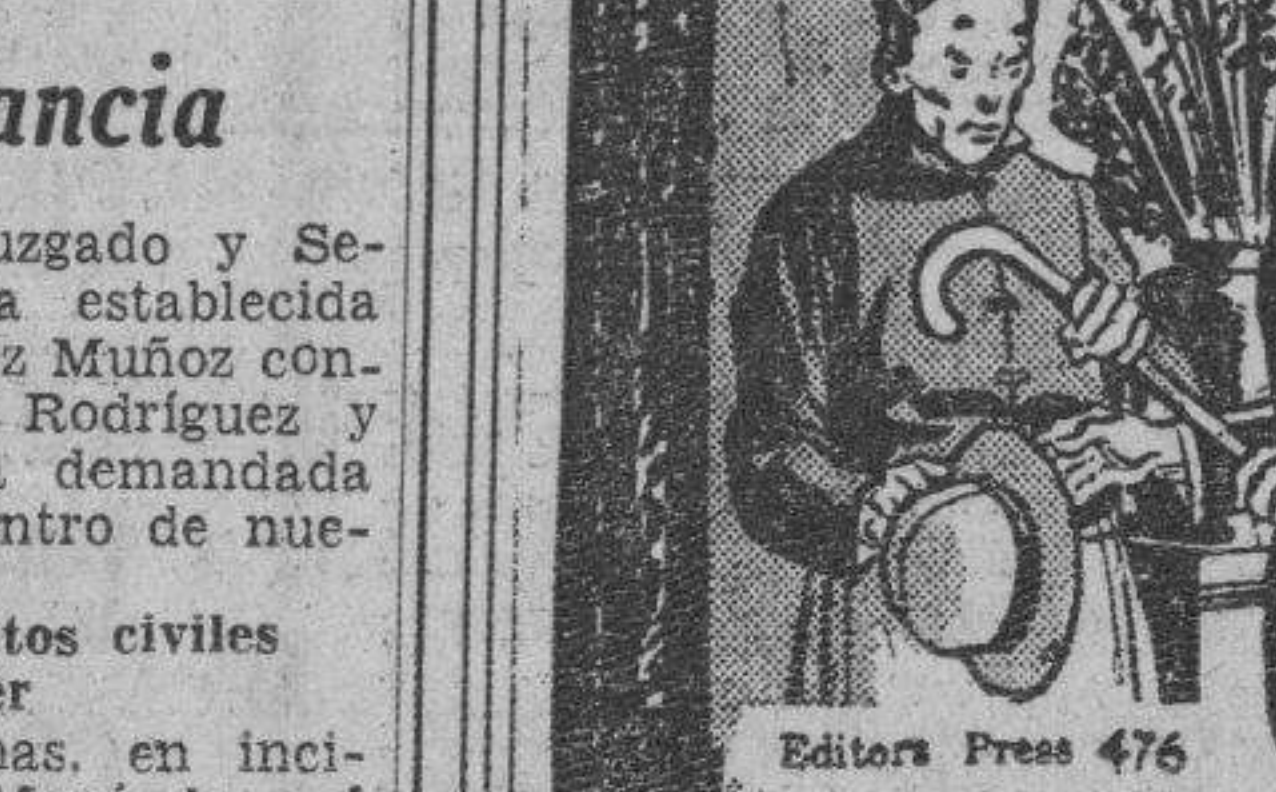 ancia
uzgado y Se-
a establecida
z Muñoz con-
Rodríguez y
demandada
ntro de nue-
tos civiles
er
nas. en inci-
Editors Press 476